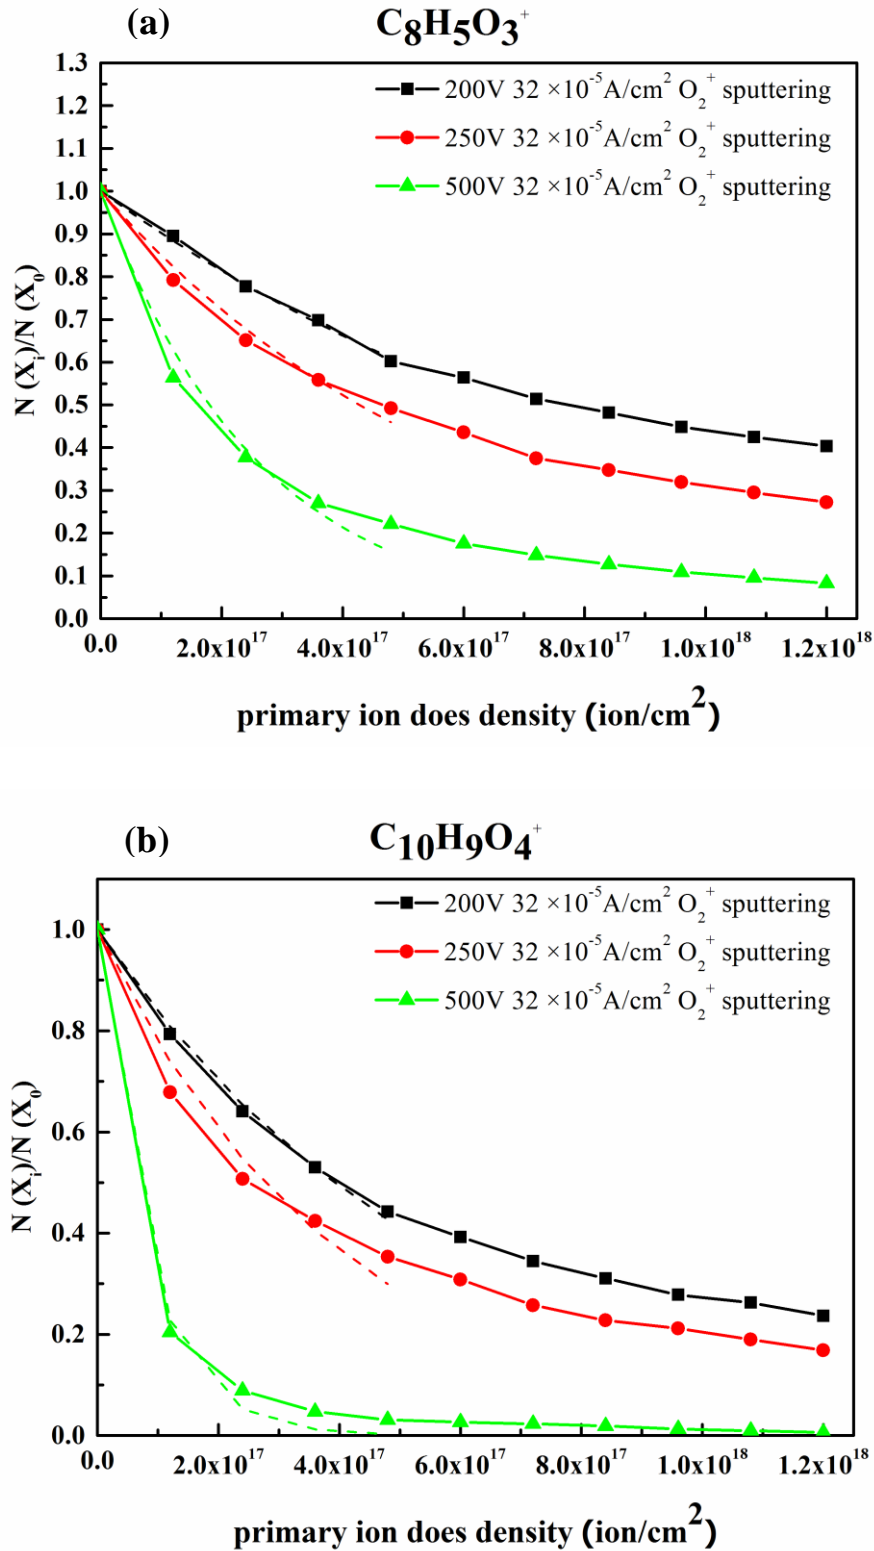 (a) C₈H₅O₃⁺
200V 32 ×10⁻⁵A/cm² O₂⁺ sputtering
250V 32 ×10⁻⁵A/cm² O₂⁺ sputtering
500V 32 ×10⁻⁵A/cm² O₂⁺ sputtering
1.3
1.2
1.1
1.0
0.9
0.8
0.7
0.6
0.5
0.4
0.3
0.2
0.1
0.0
N (Xᵢ)/N (X₀)
0.0 2.0x10¹⁷ 4.0x10¹⁷ 6.0x10¹⁷ 8.0x10¹⁷ 1.0x10¹⁸ 1.2x10¹⁸
primary ion does density (ion/cm²)
(b) C₁₀H₉O₄⁺
200V 32 ×10⁻⁵A/cm² O₂⁺ sputtering
250V 32 ×10⁻⁵A/cm² O₂⁺ sputtering
500V 32 ×10⁻⁵A/cm² O₂⁺ sputtering
1.0
0.8
0.6
0.4
0.2
0.0
N (Xᵢ)/N (X₀)
0.0 2.0x10¹⁷ 4.0x10¹⁷ 6.0x10¹⁷ 8.0x10¹⁷ 1.0x10¹⁸ 1.2x10¹⁸
primary ion does density (ion/cm²)